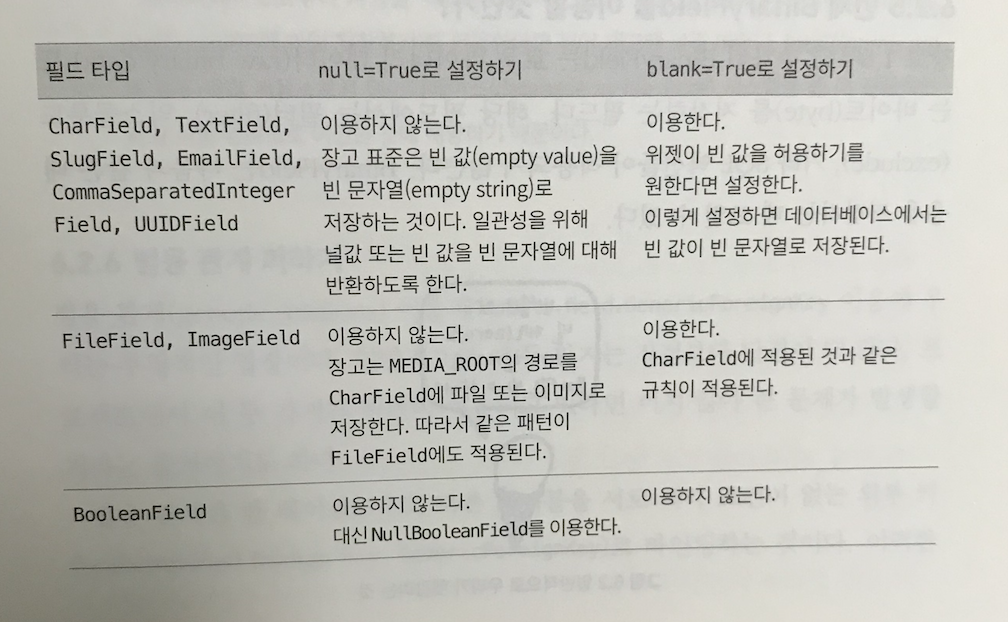 필드 타입 null=True로 설정하기 blank=True로 설정하기
CharField, TextField, 이용하지 않는다. 이용한다.
SlugField, EmailField, 장고 표준은 빈 값(empty value)을 위젯이 빈 값을 허용하기를
CommaSeparatedInteger 빈 문자열(empty string)로 원한다면 설정한다.
Field, UUIDField 저장하는 것이다. 일관성을 위해 이렇게 설정하면 데이터베이스에서는
널값 또는 빈 값을 빈 문자열에 대해 빈 값이 빈 문자열로 저장된다.
반환하도록 한다.
FileField, ImageField 이용하지 않는다. 이용한다.
장고는 MEDIA_ROOT의 경로를 CharField에 적용된 것과 같은
CharField에 파일 또는 이미지로 규칙이 적용된다.
저장한다. 따라서 같은 패턴이
FileField에도 적용된다.
BooleanField 이용하지 않는다. 이용하지 않는다.
대신 NullBooleanField를 이용한다.